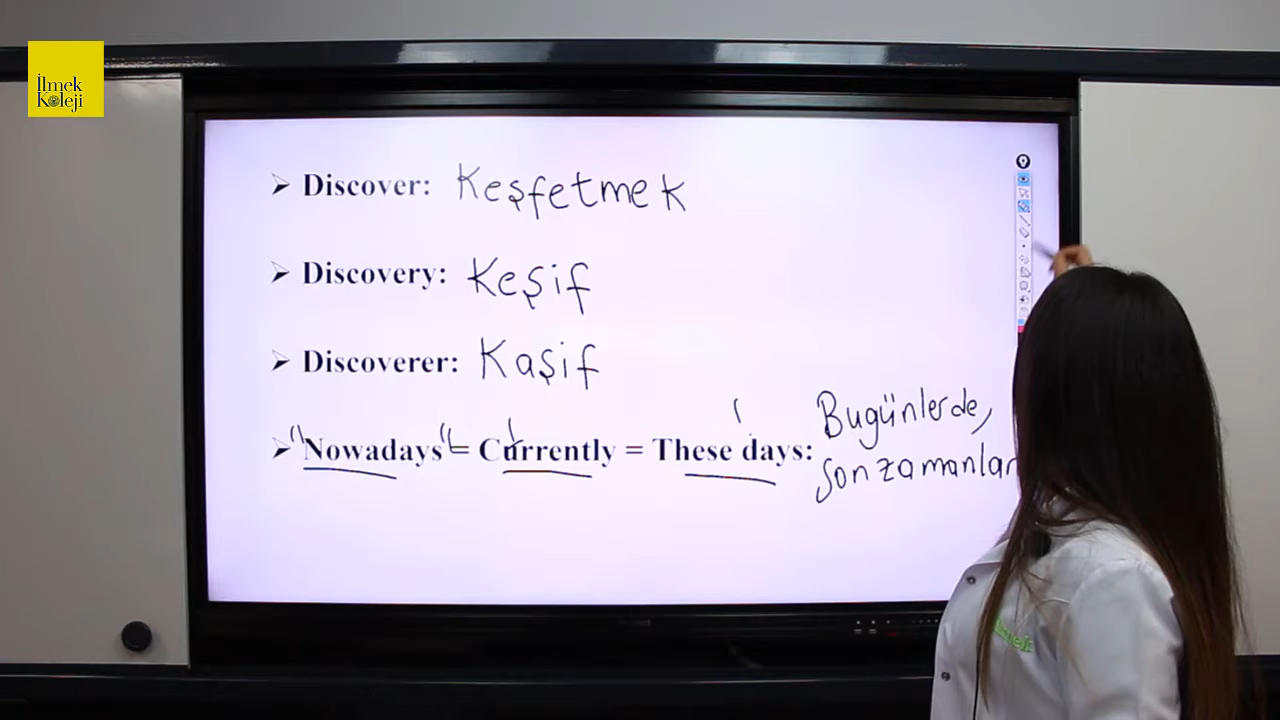 İlmek
Koleji
➤ Discover: Keşfetmek
➤ Discovery: Keşif
➤ Discoverer: Kaşif
➤ "Nowadays" = Currently = These days: Bugünlerde,
son zamanlar